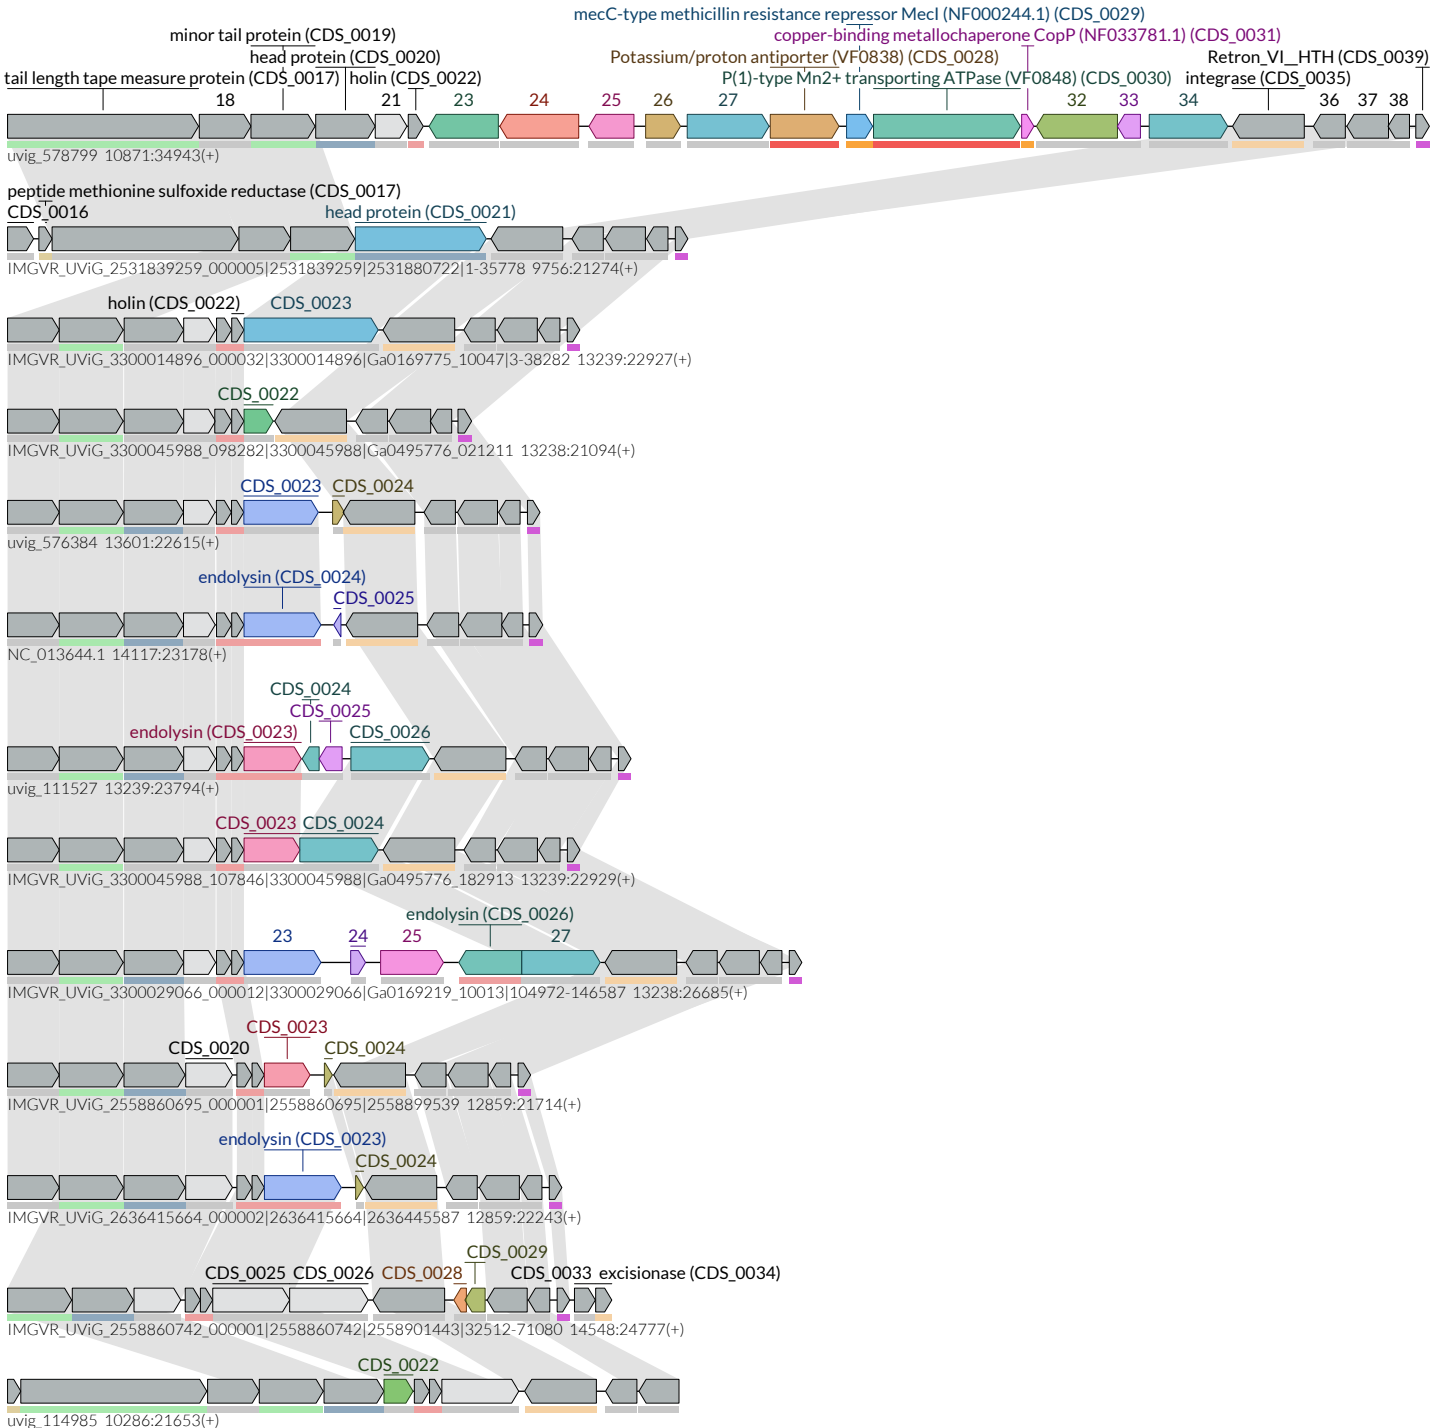 mecC-type methicillin resistance repressor MecI (NF000244.1) (CDS_0029)
minor tail protein (CDS_0019) copper-binding metallochaperone CopP (NF033781.1) (CDS_0031)
head protein (CDS_0020) Potassium/proton antiporter (VF0838) (CDS_0028) Retron_VI__HTH (CDS_0039)
tail length tape measure protein (CDS_0017) holin (CDS_0022) P(1)-type Mn2+ transporting ATPase (VF0848) (CDS_0030) integrase (CDS_0035)
18 21 23 24 25 26 27 32 33 34 36 37 38
uvig_578799 10871:34943(+)
peptide methionine sulfoxide reductase (CDS_0017)
CDS_0016 head protein (CDS_0021)
IMGVR_UViG_2531839259_000005|2531839259|2531880722|1-35778 9756:21274(+)
holin (CDS_0022) CDS_0023
IMGVR_UViG_3300014896_000032|3300014896|Ga0169775_10047|3-38282 13239:22927(+)
CDS_0022
IMGVR_UViG_3300045988_098282|3300045988|Ga0495776_021211 13238:21094(+)
CDS_0023 CDS_0024
uvig_576384 13601:22615(+)
endolysin (CDS_0024)
CDS_0025
NC_013644.1 14117:23178(+)
CDS_0024
CDS_0025
endolysin (CDS_0023) CDS_0026
uvig_111527 13239:23794(+)
CDS_0023 CDS_0024
IMGVR_UViG_3300045988_107846|3300045988|Ga0495776_182913 13239:22929(+)
endolysin (CDS_0026)
23 24 25 27
IMGVR_UViG_3300029066_000012|3300029066|Ga0169219_10013|104972-146587 13238:26685(+)
CDS_0023
CDS_0020 CDS_0024
IMGVR_UViG_2558860695_000001|2558860695|2558899539 12859:21714(+)
endolysin (CDS_0023)
CDS_0024
IMGVR_UViG_2636415664_000002|2636415664|2636445587 12859:22243(+)
CDS_0029
CDS_0025 CDS_0026 CDS_0028 CDS_0033 excisionase (CDS_0034)
IMGVR_UViG_2558860742_000001|2558860742|2558901443|32512-71080 14548:24777(+)
CDS_0022
uvig_114985 10286:21653(+)